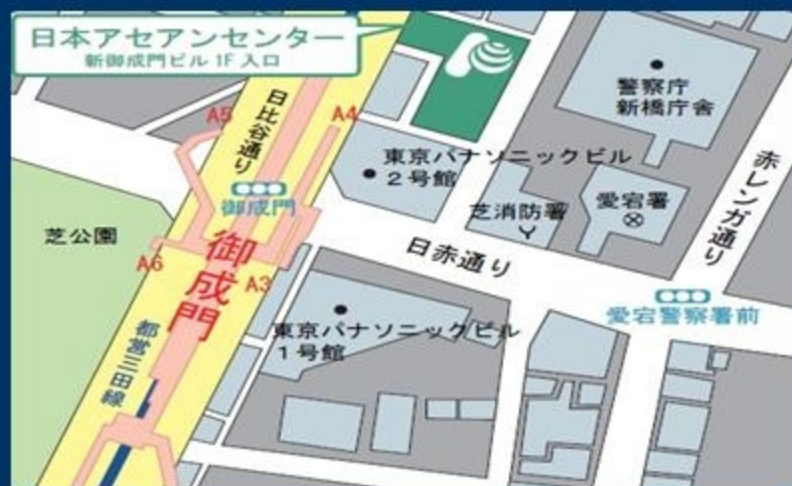 日本アセアンセンター
新御成門ビル 1F 入口
警察庁
新橋庁舎
A5
日比谷通り
A4
東京パナソニックビル
2号館
赤レンガ通り
愛宕署
芝消防署
御成門
芝公園
日赤通り
A6
御成門
A3
愛宕警察署前
東京パナソニックビル
1号館
都営三田線